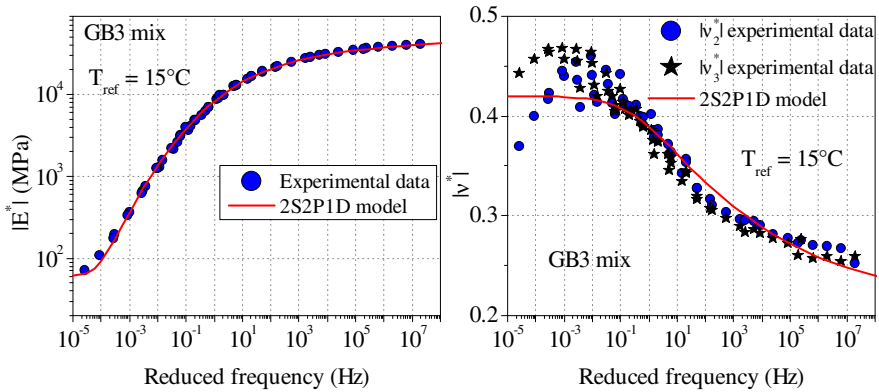 GB3 mix
T_ref = 15°C
Experimental data
2S2P1D model
|E*| (MPa)
10^4
10^3
10^2
10^-5 10^-3 10^-1 10^1 10^3 10^5 10^7
Reduced frequency (Hz)
|ν2*| experimental data
|ν3*| experimental data
2S2P1D model
T_ref = 15°C
GB3 mix
|ν*|
0.5
0.4
0.3
0.2
10^-5 10^-3 10^-1 10^1 10^3 10^5 10^7
Reduced frequency (Hz)